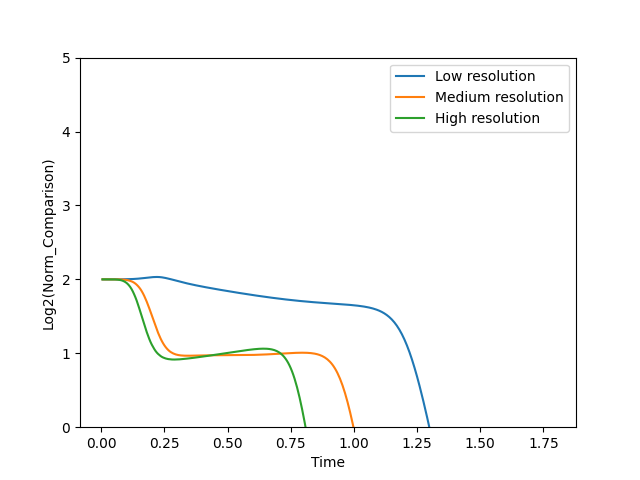 5
4
3
2
1
0
Log2(Norm_Comparison)
Low resolution
Medium resolution
High resolution
0.00 0.25 0.50 0.75 1.00 1.25 1.50 1.75
Time